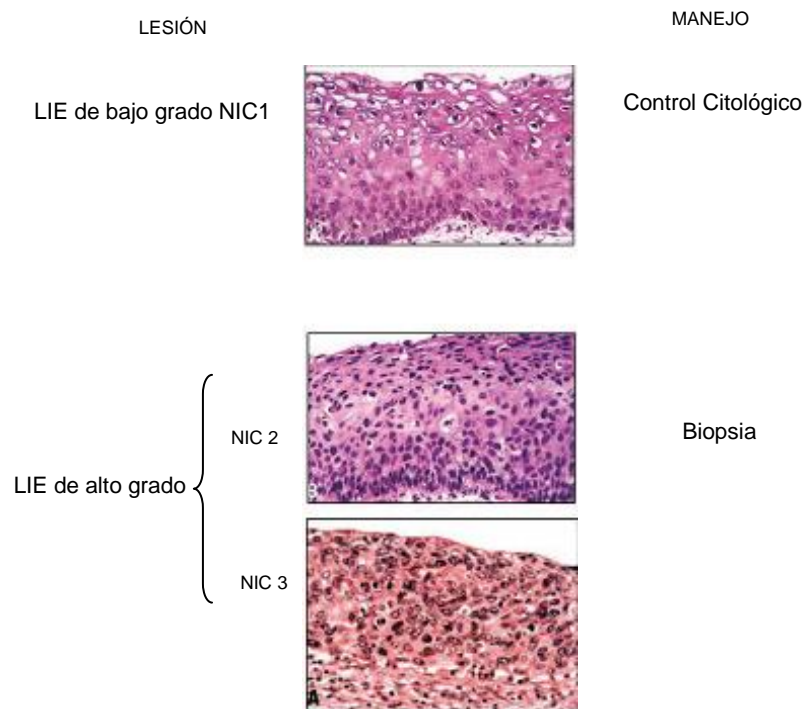 LESIÓN
MANEJO
LIE de bajo grado NIC1
Control Citológico
A
NIC 2
B
Biopsia
LIE de alto grado
NIC 3
A